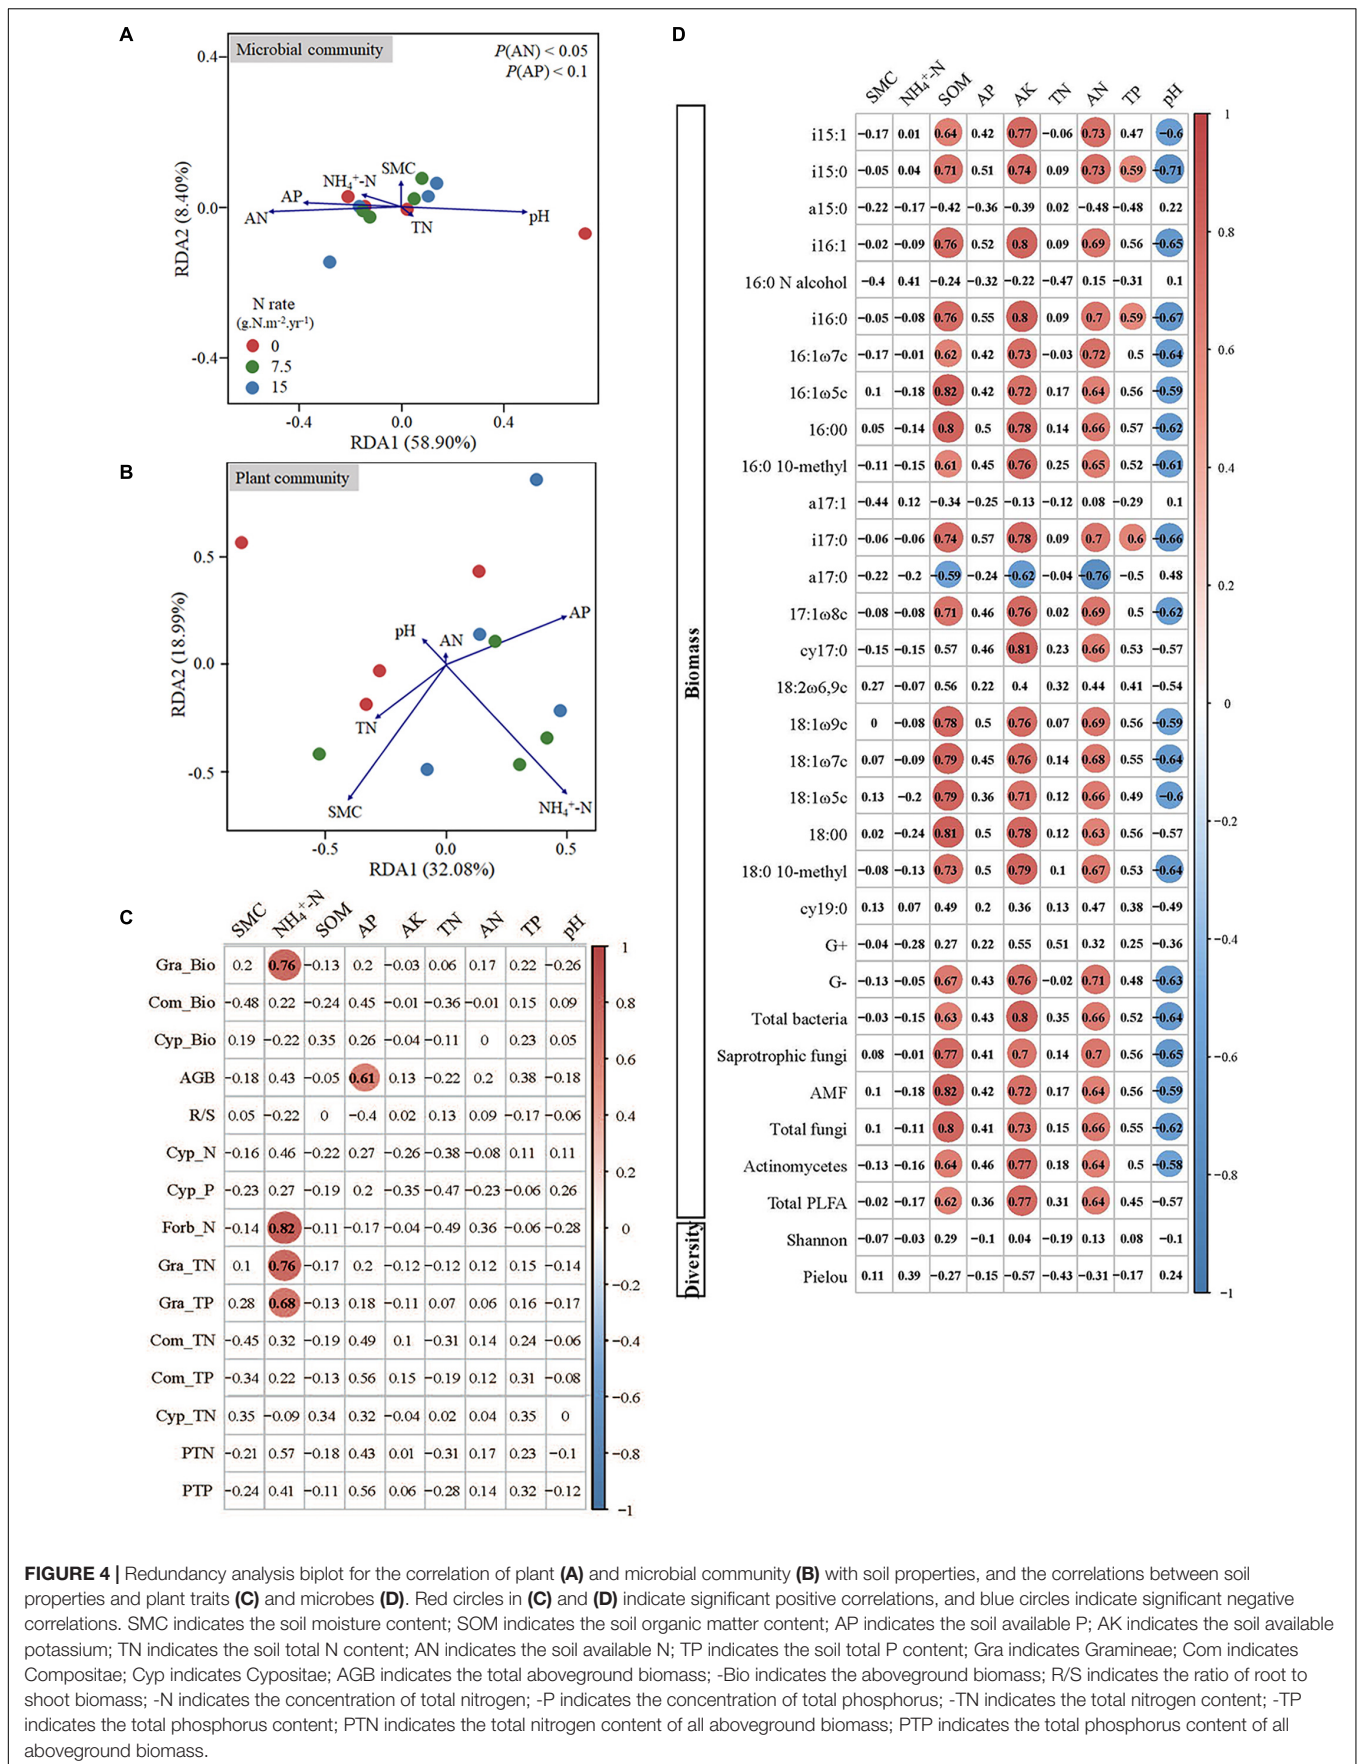 A
Microbial community
P(AN) < 0.05
P(AP) < 0.1
0.4
0.0
-0.4
RDA2 (8.40%)
SMC
NH₄⁺-N
AP
AN
TN
pH
N rate
(g.N.m⁻².yr⁻¹)
0
7.5
15
-0.4 0.0 0.4
RDA1 (58.90%)
B
Plant community
0.5
0.0
-0.5
RDA2 (18.99%)
AP
pH
AN
TN
SMC
NH₄⁺-N
-0.5 0.0 0.5
RDA1 (32.08%)
C
SMC NH₄⁺-N SOM AP AK TN AN TP pH
Gra_Bio 0.2 0.76 −0.13 0.2 −0.03 0.06 0.17 0.22 −0.26
Com_Bio −0.48 0.22 −0.24 0.45 −0.01 −0.36 −0.01 0.15 0.09
Cyp_Bio 0.19 −0.22 0.35 0.26 −0.04 −0.11 0 0.23 0.05
AGB −0.18 0.43 −0.05 0.61 0.13 −0.22 0.2 0.38 −0.18
R/S 0.05 −0.22 0 −0.4 0.02 0.13 0.09 −0.17 −0.06
Cyp_N −0.16 0.46 −0.22 0.27 −0.26 −0.38 −0.08 0.11 0.11
Cyp_P −0.23 0.27 −0.19 0.2 −0.35 −0.47 −0.23 −0.06 0.26
Forb_N −0.14 0.82 −0.11 −0.17 −0.04 −0.49 0.36 −0.06 −0.28
Gra_TN 0.1 0.76 −0.17 0.2 −0.12 −0.12 0.12 0.15 −0.14
Gra_TP 0.28 0.68 −0.13 0.18 −0.11 0.07 0.06 0.16 −0.17
Com_TN −0.45 0.32 −0.19 0.49 0.1 −0.31 0.14 0.24 −0.06
Com_TP −0.34 0.22 −0.13 0.56 0.15 −0.19 0.12 0.31 −0.08
Cyp_TN 0.35 −0.09 0.34 0.32 −0.04 0.02 0.04 0.35 0
PTN −0.21 0.57 −0.18 0.43 0.01 −0.31 0.17 0.23 −0.1
PTP −0.24 0.41 −0.11 0.56 0.06 −0.28 0.14 0.32 −0.12
1
0.8
0.6
0.4
0.2
0
−0.2
−0.4
−0.6
−0.8
−1
D
SMC NH₄⁺-N SOM AP AK TN AN TP pH
Biomass
i15:1 −0.17 0.01 0.64 0.42 0.77 −0.06 0.73 0.47 −0.6
i15:0 −0.05 0.04 0.71 0.51 0.74 0.09 0.73 0.59 −0.71
a15:0 −0.22 −0.17 −0.42 −0.36 −0.39 0.02 −0.48 −0.48 0.22
i16:1 −0.02 −0.09 0.76 0.52 0.8 0.09 0.69 0.56 −0.65
16:0 N alcohol −0.4 0.41 −0.24 −0.32 −0.22 −0.47 0.15 −0.31 0.1
i16:0 −0.05 −0.08 0.76 0.55 0.8 0.09 0.7 0.59 −0.67
16:1ω7c −0.17 −0.01 0.62 0.42 0.73 −0.03 0.72 0.5 −0.64
16:1ω5c 0.1 −0.18 0.82 0.42 0.72 0.17 0.64 0.56 −0.59
16:00 0.05 −0.14 0.8 0.5 0.78 0.14 0.66 0.57 −0.62
16:0 10-methyl −0.11 −0.15 0.61 0.45 0.76 0.25 0.65 0.52 −0.61
a17:1 −0.44 0.12 −0.34 −0.25 −0.13 −0.12 0.08 −0.29 0.1
i17:0 −0.06 −0.06 0.74 0.57 0.78 0.09 0.7 0.6 −0.66
a17:0 −0.22 −0.2 −0.59 −0.24 −0.62 −0.04 −0.76 −0.5 0.48
17:1ω8c −0.08 −0.08 0.71 0.46 0.76 0.02 0.69 0.5 −0.62
cy17:0 −0.15 −0.15 0.57 0.46 0.81 0.23 0.66 0.53 −0.57
18:2ω6,9c 0.27 −0.07 0.56 0.22 0.4 0.32 0.44 0.41 −0.54
18:1ω9c 0 −0.08 0.78 0.5 0.76 0.07 0.69 0.56 −0.59
18:1ω7c 0.07 −0.09 0.79 0.45 0.76 0.14 0.68 0.55 −0.64
18:1ω5c 0.13 −0.2 0.79 0.36 0.71 0.12 0.66 0.49 −0.6
18:00 0.02 −0.24 0.81 0.5 0.78 0.12 0.63 0.56 −0.57
18:0 10-methyl −0.08 −0.13 0.73 0.5 0.79 0.1 0.67 0.53 −0.64
cy19:0 0.13 0.07 0.49 0.2 0.36 0.13 0.47 0.38 −0.49
G+ −0.04 −0.28 0.27 0.22 0.55 0.51 0.32 0.25 −0.36
G- −0.13 −0.05 0.67 0.43 0.76 −0.02 0.71 0.48 −0.63
Total bacteria −0.03 −0.15 0.63 0.43 0.8 0.35 0.66 0.52 −0.64
Saprotrophic fungi 0.08 −0.01 0.77 0.41 0.7 0.14 0.7 0.56 −0.65
AMF 0.1 −0.18 0.82 0.42 0.72 0.17 0.64 0.56 −0.59
Total fungi 0.1 −0.11 0.8 0.41 0.73 0.15 0.66 0.55 −0.62
Actinomycetes −0.13 −0.16 0.64 0.46 0.77 0.18 0.64 0.5 −0.58
Total PLFA −0.02 −0.17 0.62 0.36 0.77 0.31 0.64 0.45 −0.57
Diversity
Shannon −0.07 −0.03 0.29 −0.1 0.04 −0.19 0.13 0.08 −0.1
Pielou 0.11 0.39 −0.27 −0.15 −0.57 −0.43 −0.31 −0.17 0.24
1
0.8
0.6
0.4
0.2
0
−0.2
−0.4
−0.6
−0.8
−1
FIGURE 4 | Redundancy analysis biplot for the correlation of plant (A) and microbial community (B) with soil properties, and the correlations between soil
properties and plant traits (C) and microbes (D). Red circles in (C) and (D) indicate significant positive correlations, and blue circles indicate significant negative
correlations. SMC indicates the soil moisture content; SOM indicates the soil organic matter content; AP indicates the soil available P; AK indicates the soil available
potassium; TN indicates the soil total N content; AN indicates the soil available N; TP indicates the soil total P content; Gra indicates Gramineae; Com indicates
Compositae; Cyp indicates Cypositae; AGB indicates the total aboveground biomass; -Bio indicates the aboveground biomass; R/S indicates the ratio of root to
shoot biomass; -N indicates the concentration of total nitrogen; -P indicates the concentration of total phosphorus; -TN indicates the total nitrogen content; -TP
indicates the total phosphorus content; PTN indicates the total nitrogen content of all aboveground biomass; PTP indicates the total phosphorus content of all
aboveground biomass.